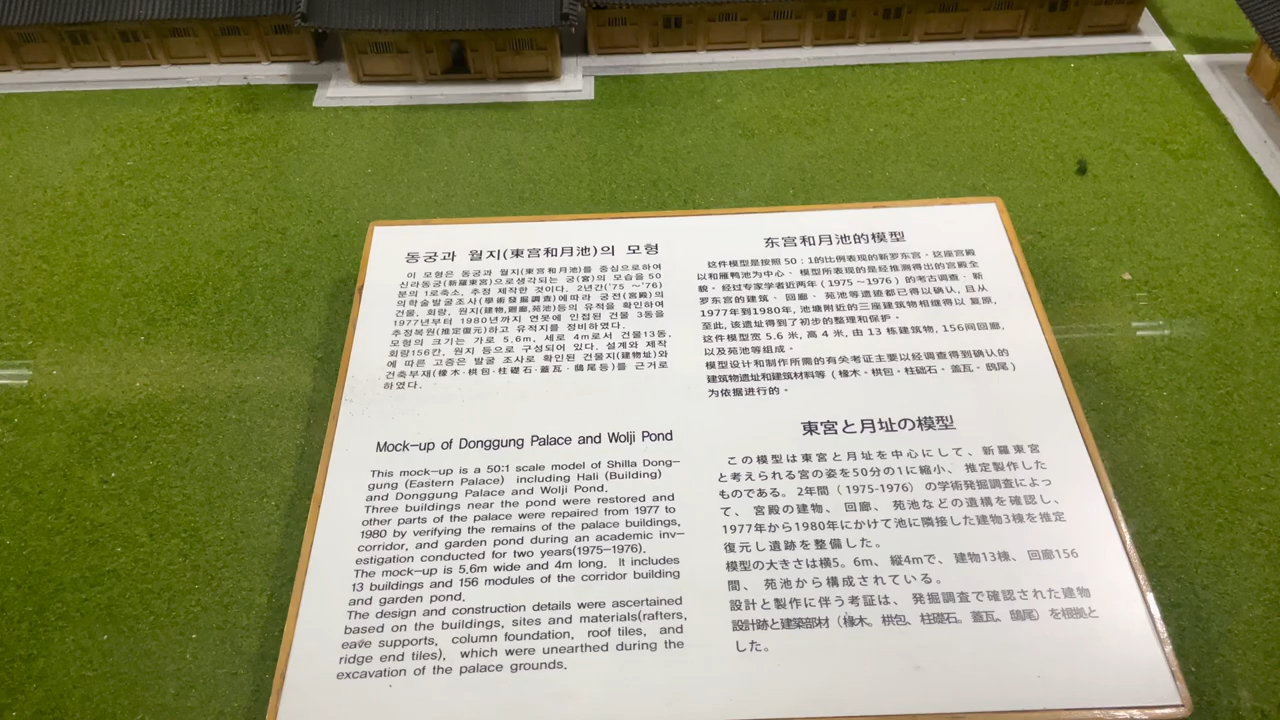 동궁과 월지(東宮和月池)의 모형
이 모형은 동궁과 월지(東宮和月池)를 중심으로하여
신라동궁(新羅東宮)으로생각되는 궁(宮)의 모습을 50
분의 1로축소, 추정 제작한 것이다. 2년간('75 ~'76)
의학술발굴조사(學術發掘調査)에따라 궁전(宮殿)의
건물, 회랑, 원지(建物,廻廊,苑池)등의 유적을 확인하여
1977년부터 1980년까지 연못에 인접된 건물 3동을
추정복원(推定復元)하고 유적지를 정비하였다.
모형의 크기는 가로 5.6m, 세로 4m로서 건물13동,
회랑156칸, 원지 등으로 구성되어 있다. 설계와 제작
에 따른 고증은 발굴 조사로 확인된 건물지(建物址)와
건축부재(椽木·栱包·柱礎石·蓋瓦·鴟尾등)를 근거로
하였다.
Mock-up of Donggung Palace and Wolji Pond
This mock-up is a 50:1 scale model of Shilla Dong-
gung (Eastern Palace) including Hali (Building)
and Donggung Palace and Wolji Pond.
Three buildings near the pond were restored and
other parts of the palace were repaired from 1977 to
1980 by verifying the remains of the palace buildings,
corridor, and garden pond during an academic inv-
estigation conducted for two years(1975-1976).
The mock-up is 5.6m wide and 4m long. It includes
13 buildings and 156 modules of the corridor building
and garden pond.
The design and construction details were ascertained
based on the buildings, sites and materials(rafters,
eave supports, column foundation, roof tiles, and
ridge end tiles), which were unearthed during the
excavation of the palace grounds.
东宫和月池的模型
这件模型是按照 50 : 1的比例表现的新罗东宫·这座宫殿
以和雁鸭池为中心· 模型所表现的是经推测得出的宫殿全
貌·经过专家学者近两年 ( 1975 ~1976 ) 的考古调查· 新
罗东宫的建筑· 回廊· 苑池等遗迹都已得以确认, 且从
1977年到1980年, 池塘附近的三座建筑物相继得以 复原,
至此, 该遗址得到了初步的整理和保护·
这件模型宽 5.6 米, 高 4 米, 由 13 栋建筑物, 156间回廊,
以及苑池等组成·
模型设计和制作所需的有关考证主要以经调查得到确认的
建筑物遗址和建筑材料等 ( 椽木·栱包·柱础石·盖瓦·鸱尾 )
为依据进行的·
東宮と月址の模型
この模型は東宮と月址を中心にして、新羅東宮
と考えられる宮の姿を50分の1に縮小、 推定製作した
ものである。2年間 ( 1975-1976) の学術発掘調査によっ
て、 宮殿の建物、 回廊、 苑池などの遺構を確認し、
1977年から1980年にかけて池に隣接した建物3棟を推定
復元し遺跡を整備した。
模型の大きさは横5。6m、 縦4mで、 建物13棟、 回廊156
間、 苑池から構成されている。
設計と製作に伴う考証は、 発掘調査で確認された建物
設計跡と建築部材 (椽木。栱包、柱礎石。蓋瓦、鴟尾) を根拠と
した。